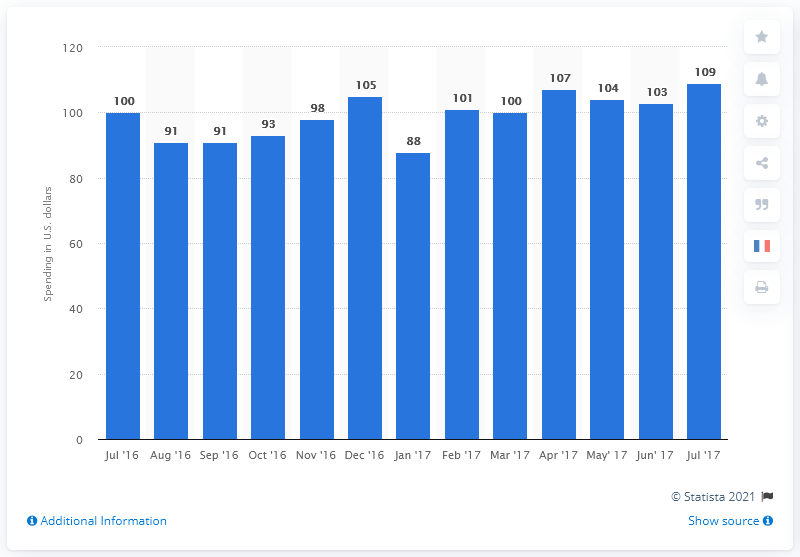 120
100
80
60
40
20
0
Spending in U.S. dollars
100
91
91
93
98
105
88
101
100
107
104
103
109
Jul '16
Aug '16
Sep '16
Oct '16
Nov '16
Dec '16
Jan '17
Feb '17
Mar '17
Apr '17
May' 17
Jun' 17
Jul '17
© Statista 2021
Additional Information
Show source